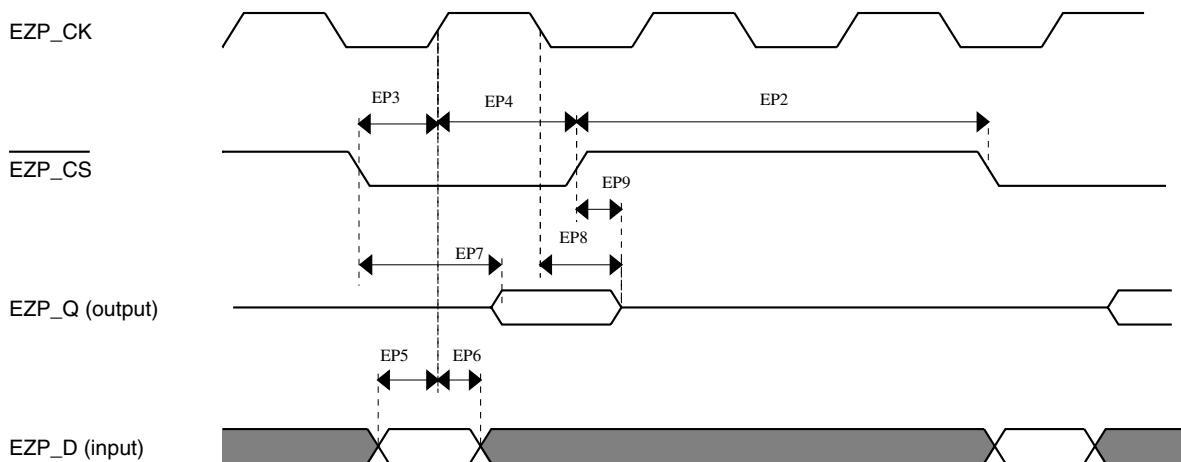 EZP_CK
EP3
EP4
EP2
EZP_CS
EP9
EP8
EP7
EZP_Q (output)
EP5
EP6
EZP_D (input)